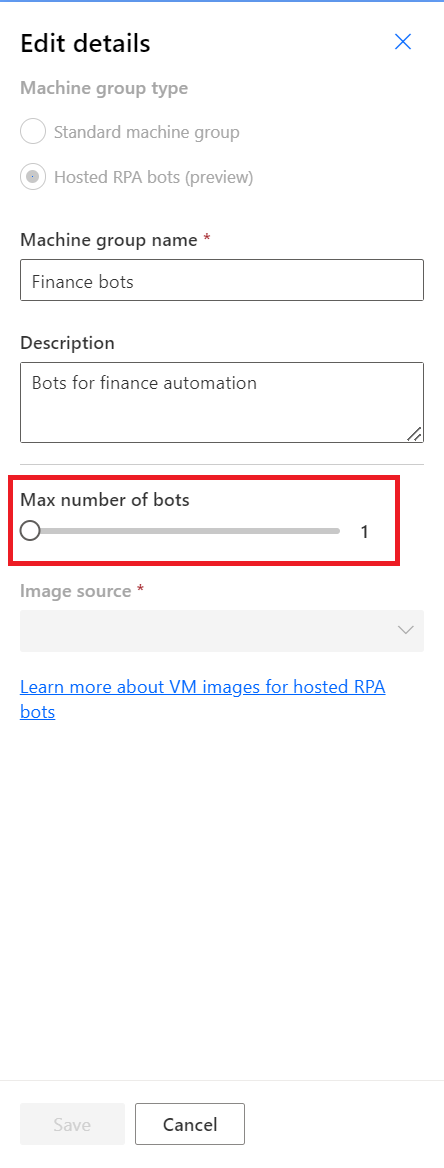 Edit details
Machine group type
Standard machine group
Hosted RPA bots (preview)
Machine group name *
Finance bots
Description
Bots for finance automation
Max number of bots
1
Image source *
Learn more about VM images for hosted RPA
bots
Save
Cancel